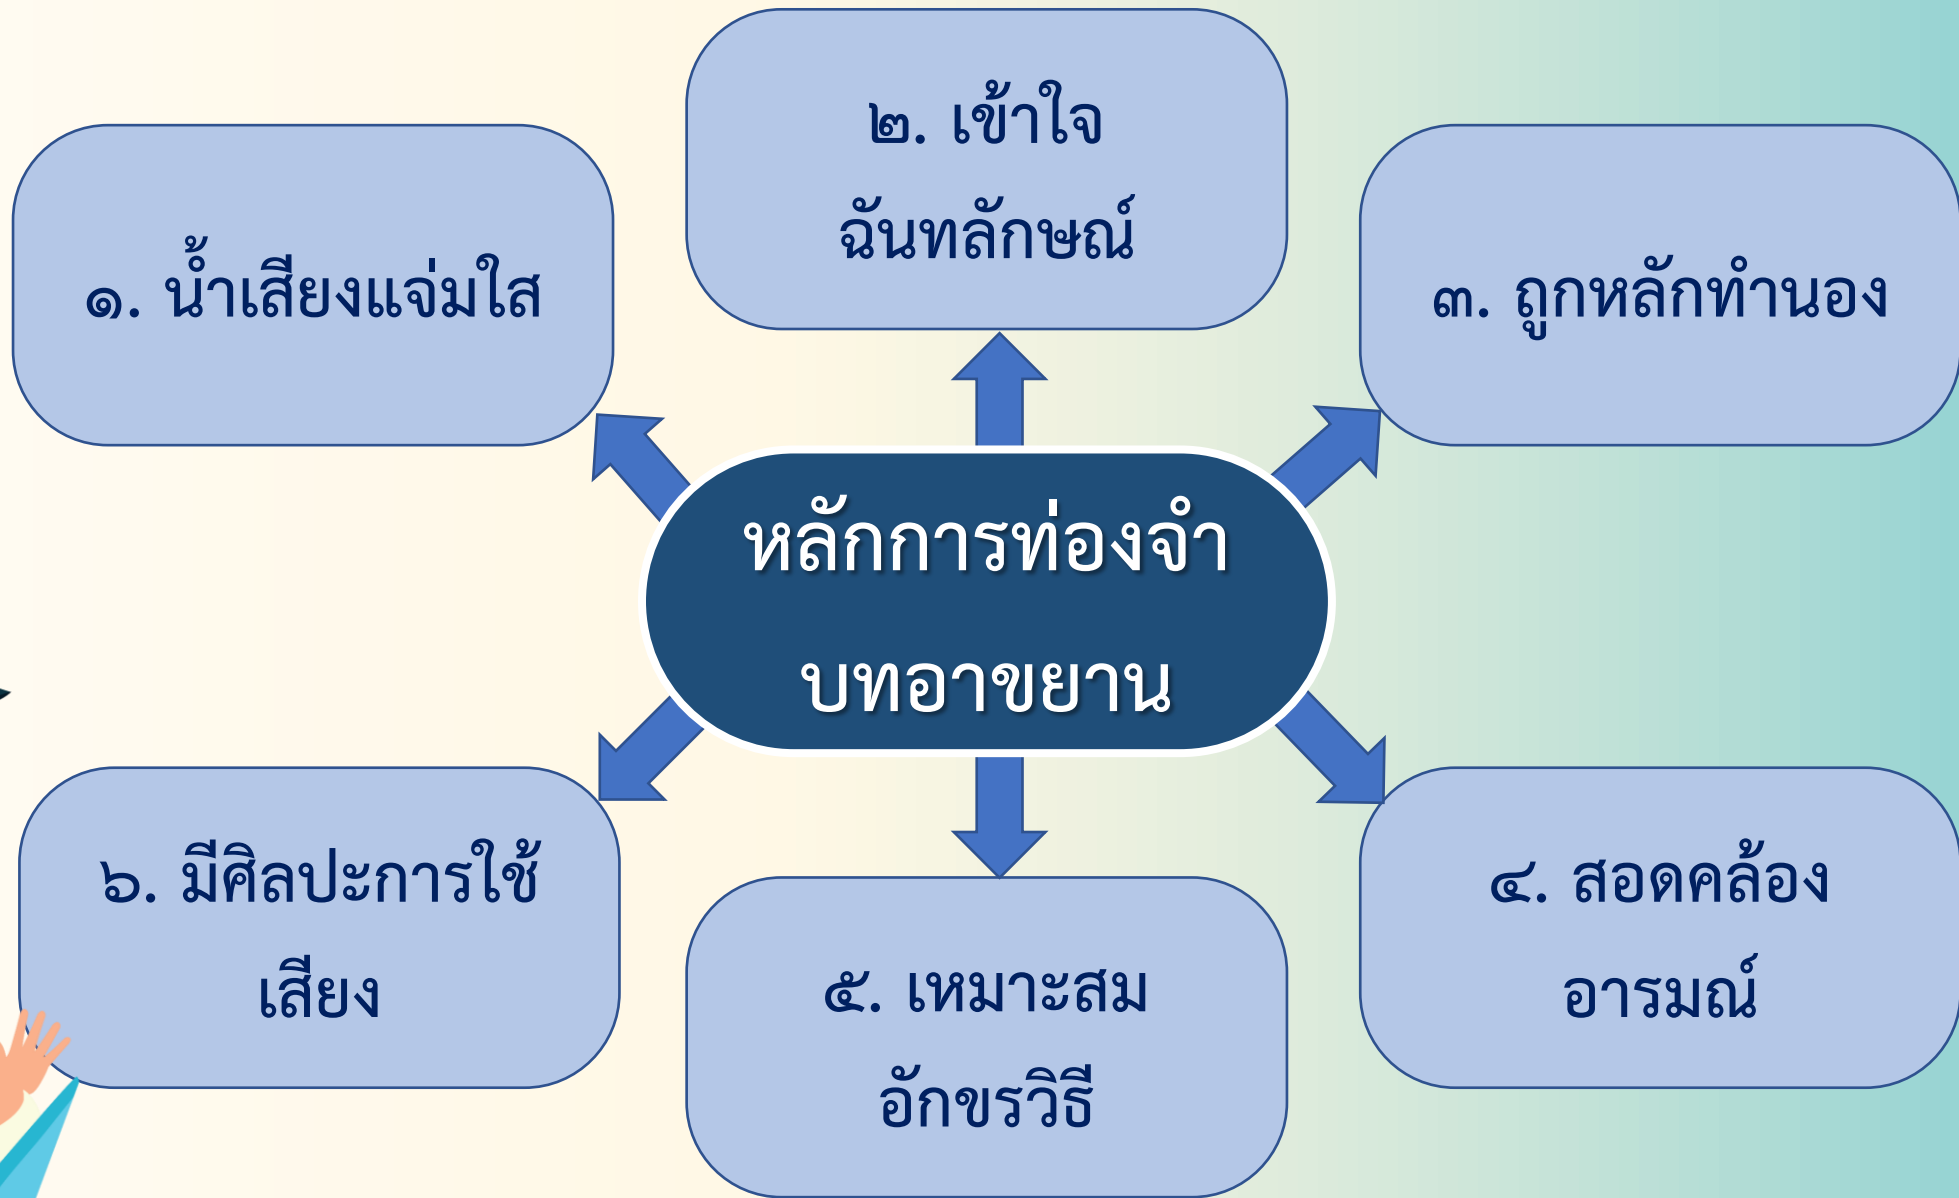 ๑. น้ำเสียงแจ่มใส
๒. เข้าใจ
ฉันทลักษณ์
๓. ถูกหลักทำนอง
หลักการท่องจำ
บทอาขยาน
๖. มีศิลปะการใช้
เสียง
๕. เหมาะสม
อักขรวิธี
๔. สอดคล้อง
อารมณ์